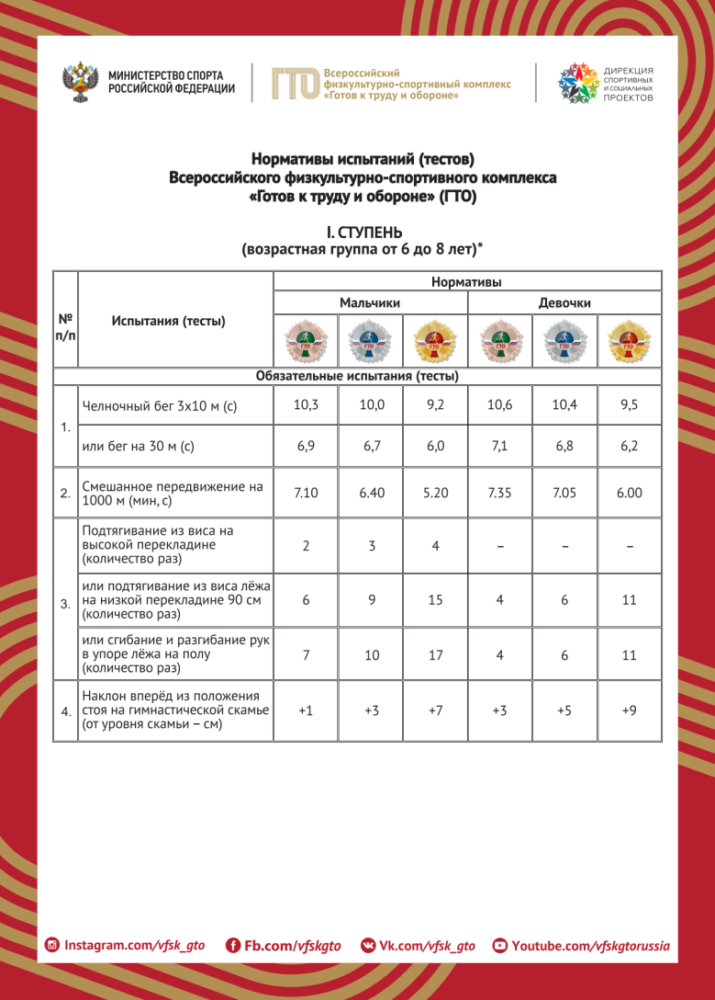 МИНИСТЕРСТВО СПОРТА
РОССИЙСКОЙ ФЕДЕРАЦИИ
ГТО
Всероссийский
физкультурно-спортивный комплекс
«Готов к труду и обороне»
ДИРЕКЦИЯ
СПОРТИВНЫХ
И СОЦИАЛЬНЫХ
ПРОЕКТОВ
Нормативы испытаний (тестов)
Всероссийского физкультурно-спортивного комплекса
«Готов к труду и обороне» (ГТО)
I. СТУПЕНЬ
(возрастная группа от 6 до 8 лет)*
№ п/п Испытания (тесты) Нормативы
Мальчики Девочки
ГТО ГТО ГТО ГТО ГТО ГТО
Обязательные испытания (тесты)
1. Челночный бег 3х10 м (с) 10,3 10,0 9,2 10,6 10,4 9,5
или бег на 30 м (с) 6,9 6,7 6,0 7,1 6,8 6,2
2. Смешанное передвижение на
1000 м (мин, с) 7.10 6.40 5.20 7.35 7.05 6.00
3. Подтягивание из виса на
высокой перекладине
(количество раз) 2 3 4 – – –
или подтягивание из виса лёжа
на низкой перекладине 90 см
(количество раз) 6 9 15 4 6 11
или сгибание и разгибание рук
в упоре лёжа на полу
(количество раз) 7 10 17 4 6 11
4. Наклон вперёд из положения
стоя на гимнастической скамье
(от уровня скамьи – см) +1 +3 +7 +3 +5 +9
Instagram.com/vfsk_gto Fb.com/vfskgto Vk.com/vfsk_gto Youtube.com/vfskgtorussia